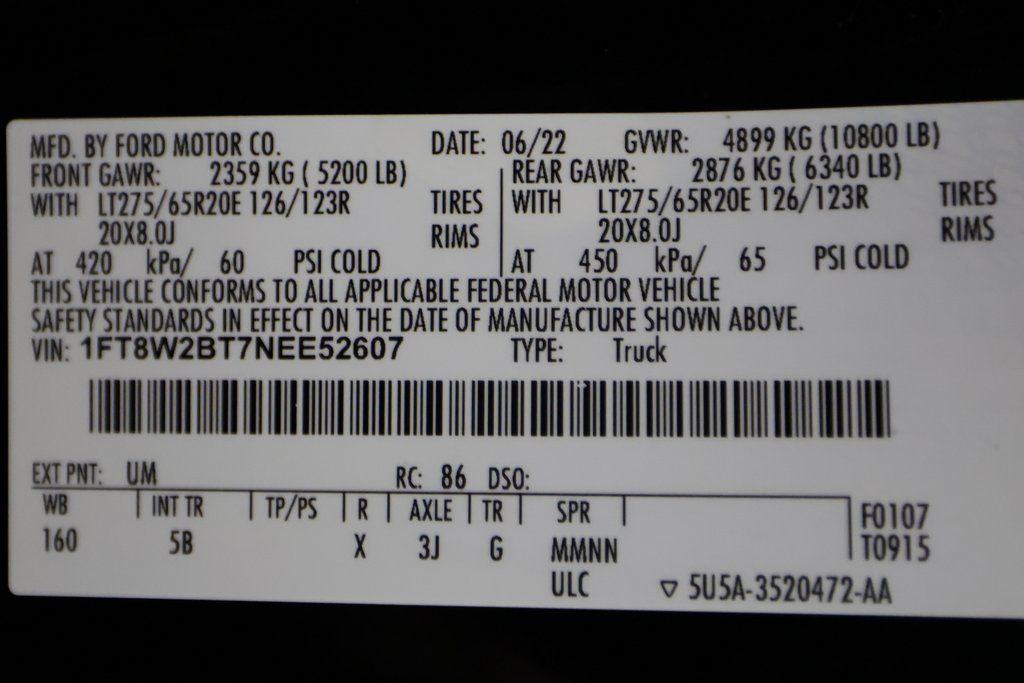 MFD. BY FORD MOTOR CO. DATE: 06/22 GVWR: 4899 KG (10800 LB)
FRONT GAWR: 2359 KG ( 5200 LB) REAR GAWR: 2876 KG ( 6340 LB)
WITH LT275/65R20E 126/123R TIRES WITH LT275/65R20E 126/123R TIRES
20X8.0J RIMS 20X8.0J RIMS
AT 420 kPa/ 60 PSI COLD AT 450 kPa/ 65 PSI COLD
THIS VEHICLE CONFORMS TO ALL APPLICABLE FEDERAL MOTOR VEHICLE
SAFETY STANDARDS IN EFFECT ON THE DATE OF MANUFACTURE SHOWN ABOVE.
VIN: 1FT8W2BT7NEE52607 TYPE: Truck
EXT PNT: UM RC: 86 DSO:
WB INT TR TP/PS R AXLE TR SPR F0107
160 5B X 3J G MMNN T0915
ULC ▽ 5U5A-3520472-AA